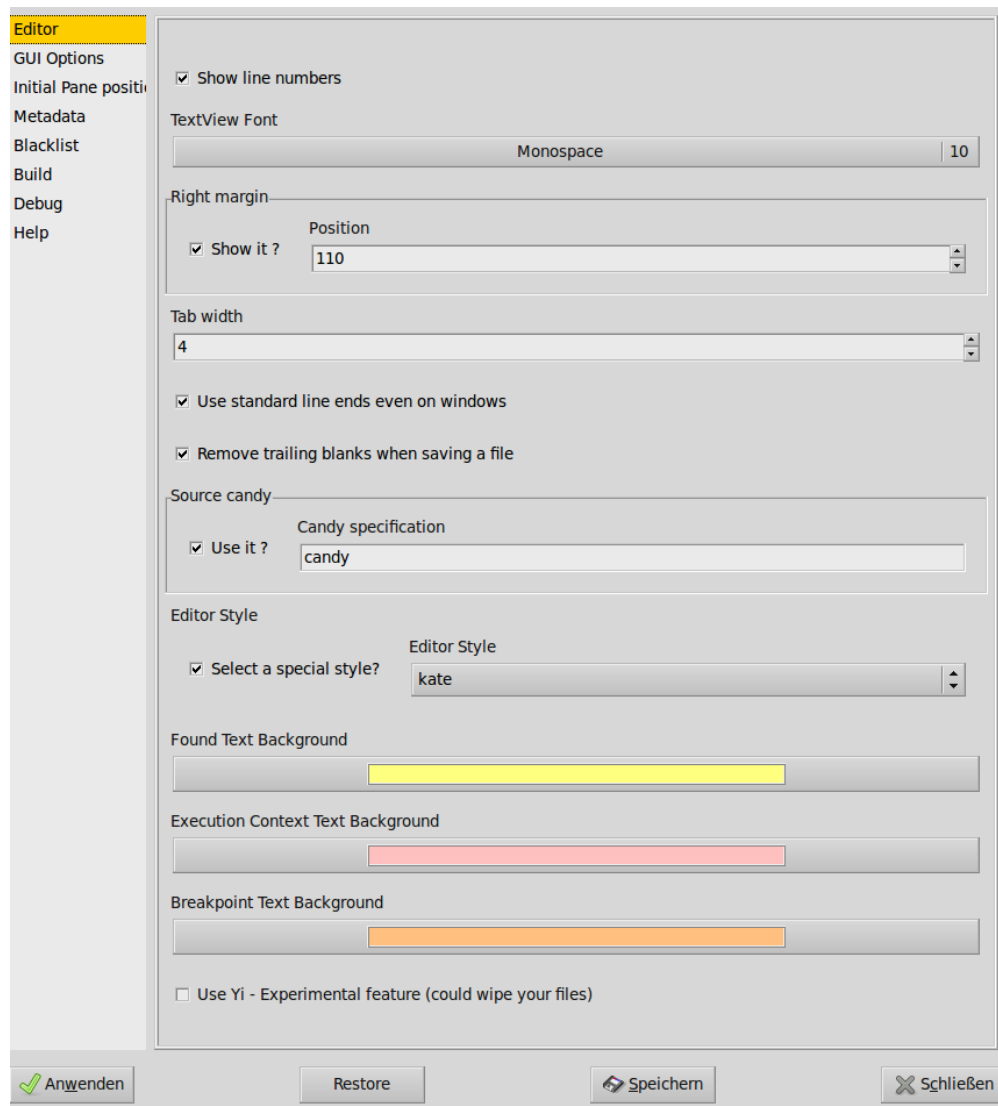 Editor
GUI Options
Initial Pane positi
Metadata
Blacklist
Build
Debug
Help
Show line numbers
TextView Font
Monospace 10
Right margin
Show it ?
Position
110
Tab width
4
Use standard line ends even on windows
Remove trailing blanks when saving a file
Source candy
Candy specification
Use it ?
candy
Editor Style
Editor Style
Select a special style?
kate
Found Text Background
Execution Context Text Background
Breakpoint Text Background
Use Yi - Experimental feature (could wipe your files)
Anwenden
Restore
Speichern
Schließen